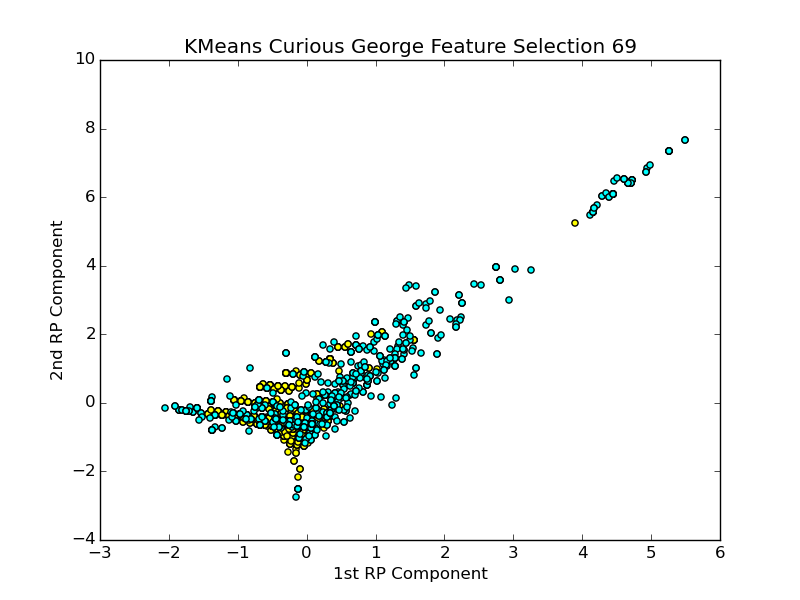 KMeans Curious George Feature Selection 69
10
8
6
4
2
0
−2
−4
2nd RP Component
−3 −2 −1 0 1 2 3 4 5 6
1st RP Component